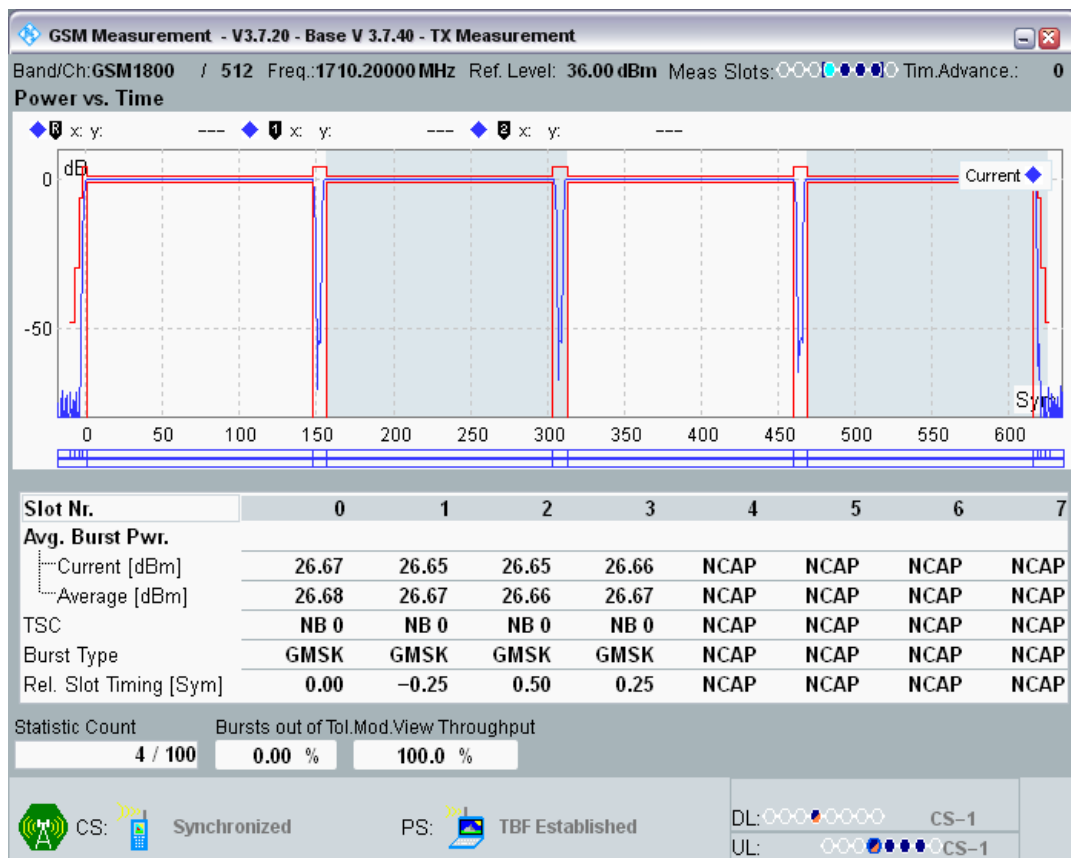 GSM Measurement - V3.7.20 - Base V 3.7.40 - TX Measurement
Band/Ch:GSM1800 / 512 Freq.:1710.20000 MHz Ref. Level: 36.00 dBm Meas Slots: Tim.Advance.: 0
Power vs. Time
R x: y: --- 1 x: y: --- 2 x: y: ---
dB
Current
0
-50
Sym
0 50 100 150 200 250 300 350 400 450 500 550 600
Slot Nr. 0 1 2 3 4 5 6 7
Avg. Burst Pwr.
Current [dBm] 26.67 26.65 26.65 26.66 NCAP NCAP NCAP NCAP
Average [dBm] 26.68 26.67 26.66 26.67 NCAP NCAP NCAP NCAP
TSC NB 0 NB 0 NB 0 NB 0 NCAP NCAP NCAP NCAP
Burst Type GMSK GMSK GMSK GMSK NCAP NCAP NCAP NCAP
Rel. Slot Timing [Sym] 0.00 −0.25 0.50 0.25 NCAP NCAP NCAP NCAP
Statistic Count Bursts out of Tol.Mod.View Throughput
4 / 100 0.00 % 100.0 %
CS: Synchronized PS: TBF Established
DL: CS−1
UL: CS−1